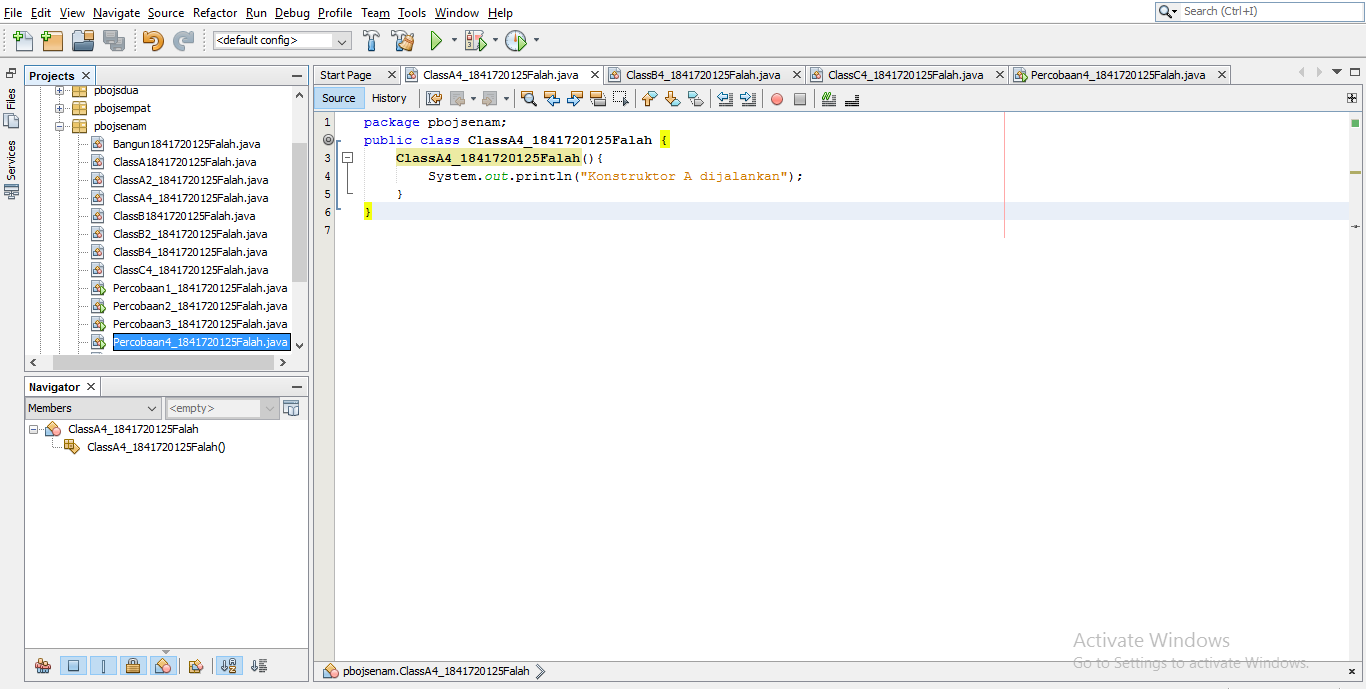 File Edit View Navigate Source Refactor Run Debug Profile Team Tools Window Help
Search (Ctrl+I)
<default config>
Projects
Files
Services
pbojsdua
pbojsempat
pbojsenam
Bangun1841720125Falah.java
ClassA1841720125Falah.java
ClassA2_1841720125Falah.java
ClassA4_1841720125Falah.java
ClassB1841720125Falah.java
ClassB2_1841720125Falah.java
ClassB4_1841720125Falah.java
ClassC4_1841720125Falah.java
Percobaan1_1841720125Falah.java
Percobaan2_1841720125Falah.java
Percobaan3_1841720125Falah.java
Percobaan4_1841720125Falah.java
Navigator
Members
<empty>
ClassA4_1841720125Falah
ClassA4_1841720125Falah()
Start Page ClassA4_1841720125Falah.java ClassB4_1841720125Falah.java ClassC4_1841720125Falah.java Percobaan4_1841720125Falah.java
Source History
1 package pbojsenam;
public class ClassA4_1841720125Falah {
3 ClassA4_1841720125Falah(){
4 System.out.println("Konstruktor A dijalankan");
5 }
6 }
7
Activate Windows
Go to Settings to activate Windows.
pbojsenam.ClassA4_1841720125Falah